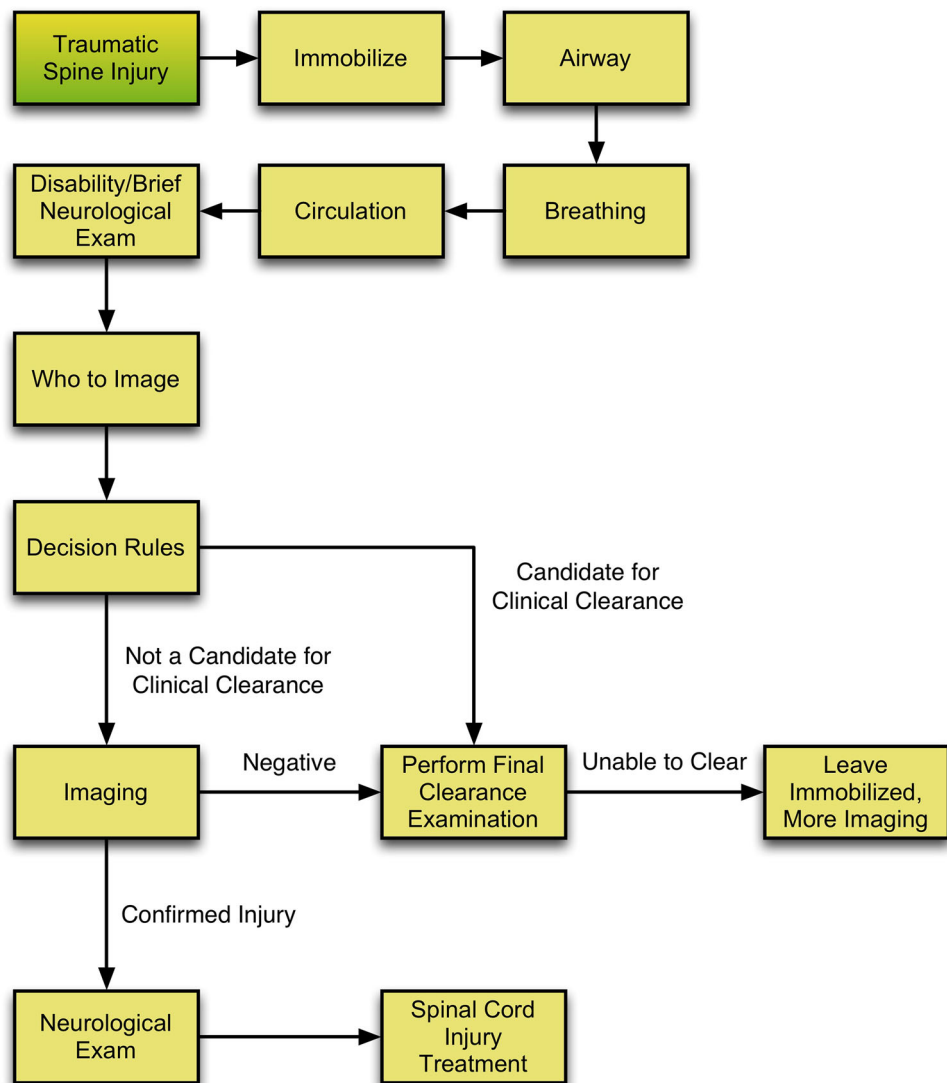 Traumatic
Spine Injury
Immobilize
Airway
Disability/Brief
Neurological
Exam
Circulation
Breathing
Who to Image
Decision Rules
Candidate for
Clinical Clearance
Not a Candidate for
Clinical Clearance
Imaging
Negative
Perform Final
Clearance
Examination
Unable to Clear
Leave
Immobilized,
More Imaging
Confirmed Injury
Neurological
Exam
Spinal Cord
Injury
Treatment